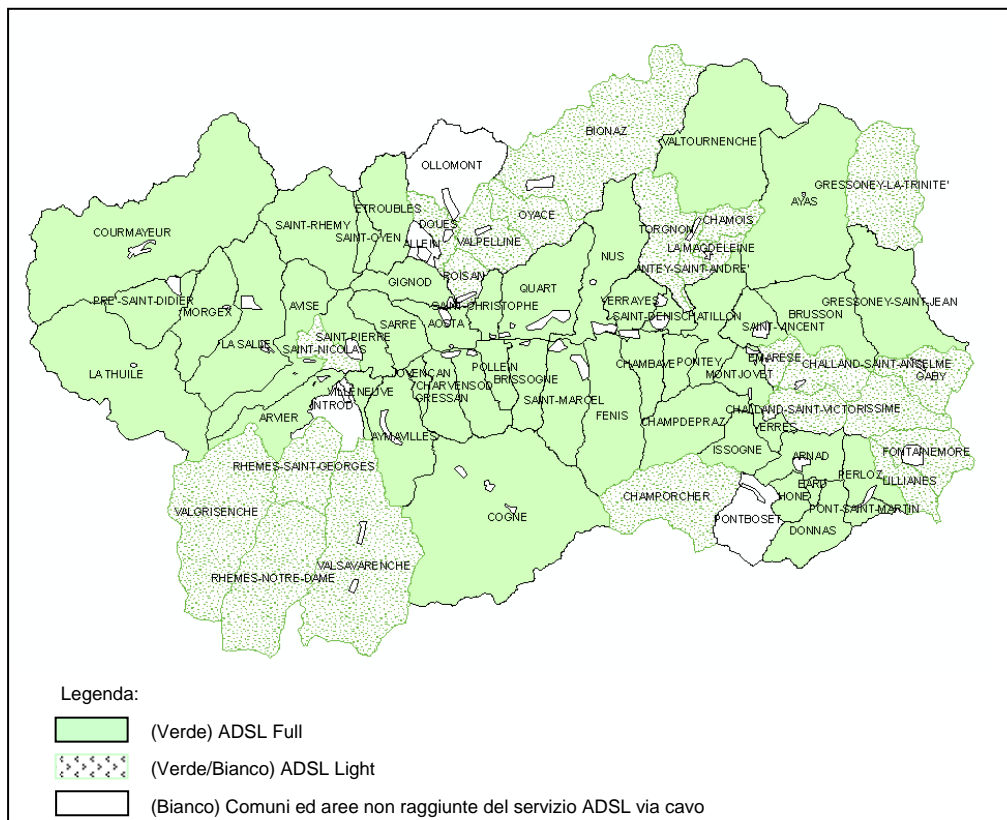 BIONAZ
VALTOURNENCHE
OLLOMONT
GRESSONEY-LA-TRINITE'
AYAS
ETROUBLES
SAINT-RHEMY
DOUES
OYACE
CHAMOIS
COURMAYEUR
SAINT-OYEN
ALLEIN
VALPELLINE
TORGNON
LA MAGDELEINE
NUS
ANTEY-SAINT-ANDRE'
ROISAN
GIGNOD
QUART
PRE'-SAINT-DIDIER
MORGEX
AVISE
SAINT-CHRISTOPHE
VERRAYES
GRESSONEY-SAINT-JEAN
SARRE
AOSTA
SAINT-DENIS
CHATILLON
BRUSSON
SAINT-VINCENT
SAINT-PIERRE
LA SALLE
SAINT-NICOLAS
EMARESE
LA THUILE
JOVENCAN
POLLEIN
CHAMBAVE
PONTEY
CHALLAND-SAINT-ANSELME
MONTJOVET
GABY
VILLENEUVE
CHARVENSOD
BRISSOGNE
INTROD
GRESSAN
SAINT-MARCEL
CHALLAND-SAINT-VICTOR
ISSIME
ARVIER
FENIS
CHAMPDEPRAZ
VERRES
AYMAVILLES
ISSOGNE
FONTAINEMORE
ARNAD
RHEMES-SAINT-GEORGES
PERLOZ
LILLIANES
BARD
CHAMPORCHER
HONE
VALGRISENCHE
PONT-SAINT-MARTIN
COGNE
PONTBOSET
DONNAS
VALSAVARENCHE
RHEMES-NOTRE-DAME
Legenda:
(Verde) ADSL Full
(Verde/Bianco) ADSL Light
(Bianco) Comuni ed aree non raggiunte del servizio ADSL via cavo